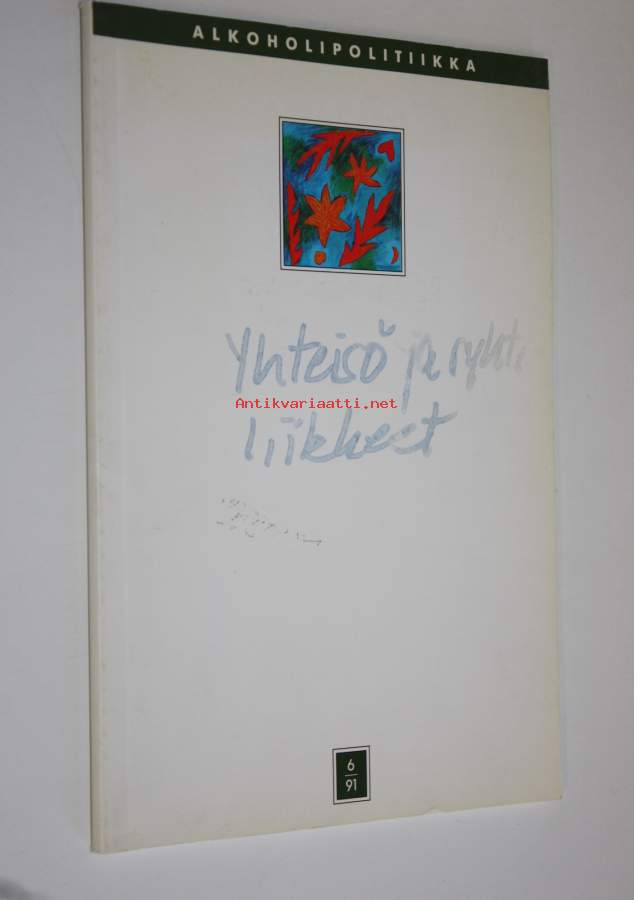 ALKOHOLIPOLITIIKKA
Yhteisö ja
Antikvariaatti.net
liikkeet
6
91